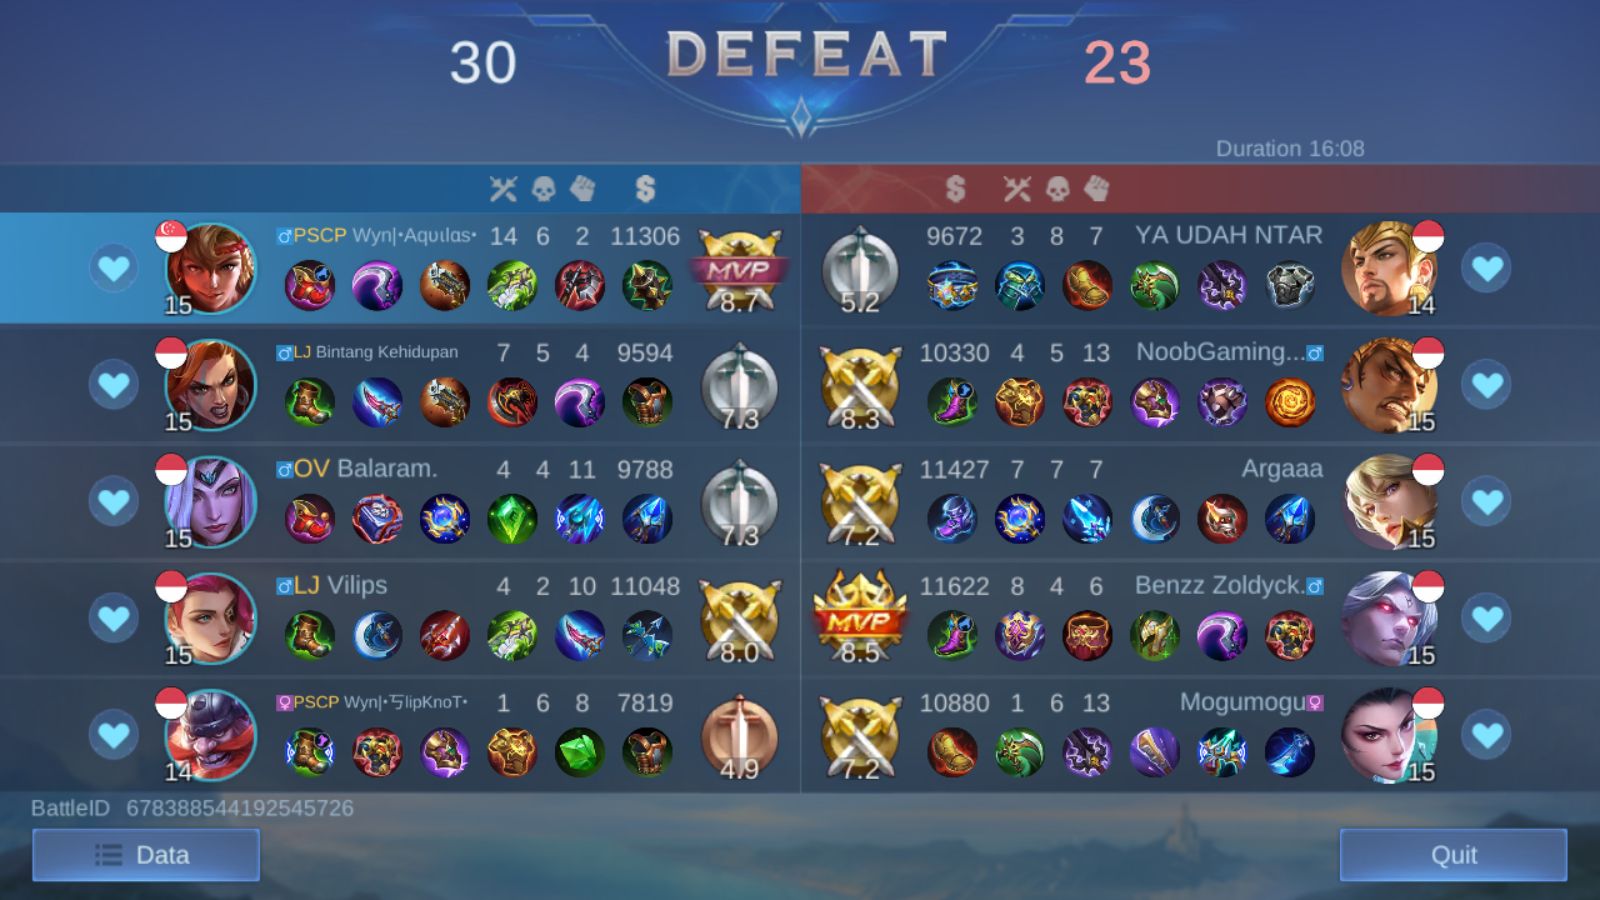 30 DEFEAT 23
Duration 16:08
PSCP Wyn|•Aqυιlαs• 14 6 2 11306 MVP 8.7
15
5.2 9672 3 8 7 YA UDAH NTAR
14
LJ Bintang Kehidupan 7 5 4 9594 7.3
15
8.3 10330 4 5 13 NoobGaming...
15
OV Balaram. 4 4 11 9788 7.3
15
7.2 11427 7 7 7 Argaaa
15
LJ Vilips 4 2 10 11048 8.0
15
MVP 8.5 11622 8 4 6 Benzz Zoldyck.
15
PSCP Wyn|•ㄎlipKnoT• 1 6 8 7819 4.9
14
7.2 10880 1 6 13 Mogumogu
15
BattleID 678388544192545726
Data
Quit